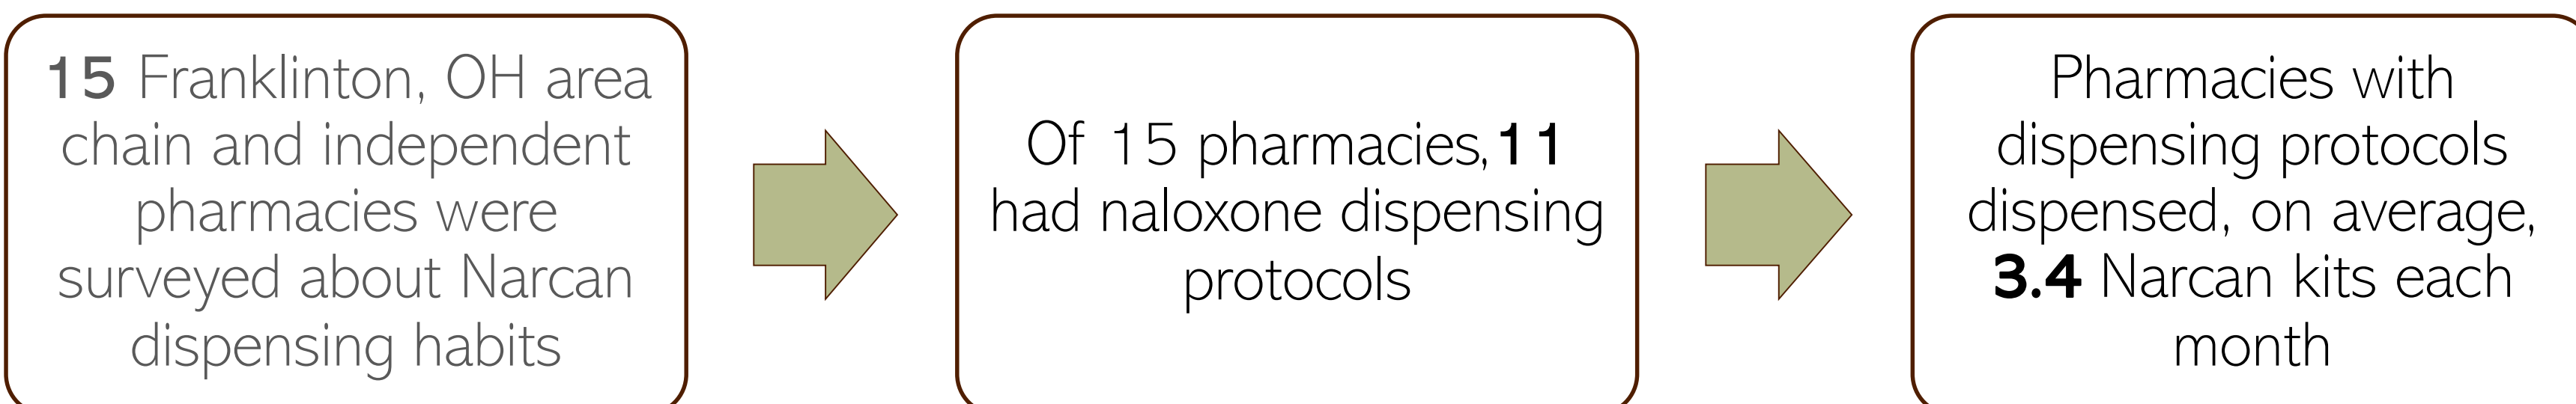 15 Franklinton, OH area
chain and independent
pharmacies were
surveyed about Narcan
dispensing habits
Of 15 pharmacies, 11
had naloxone dispensing
protocols
Pharmacies with
dispensing protocols
dispensed, on average,
3.4 Narcan kits each
month